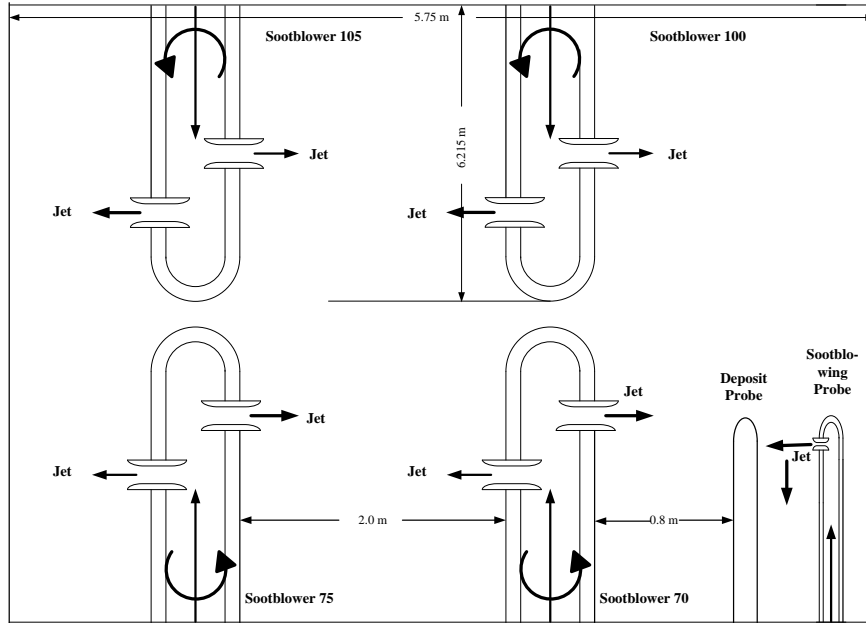 5.75 m
Sootblower 105
Sootblower 100
6.215 m
Jet
Jet
Jet
Jet
Sootblo-
wing
Probe
Deposit
Probe
Jet
Jet
Jet
Jet
Jet
2.0 m
0.8 m
Sootblower 75
Sootblower 70